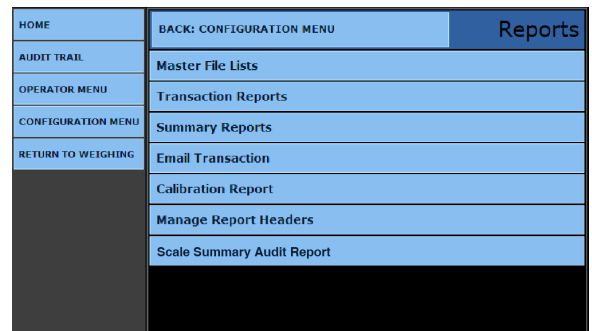 HOME
AUDIT TRAIL
OPERATOR MENU
CONFIGURATION MENU
RETURN TO WEIGHING
BACK: CONFIGURATION MENU
Reports
Master File Lists
Transaction Reports
Summary Reports
Email Transaction
Calibration Report
Manage Report Headers
Scale Summary Audit Report